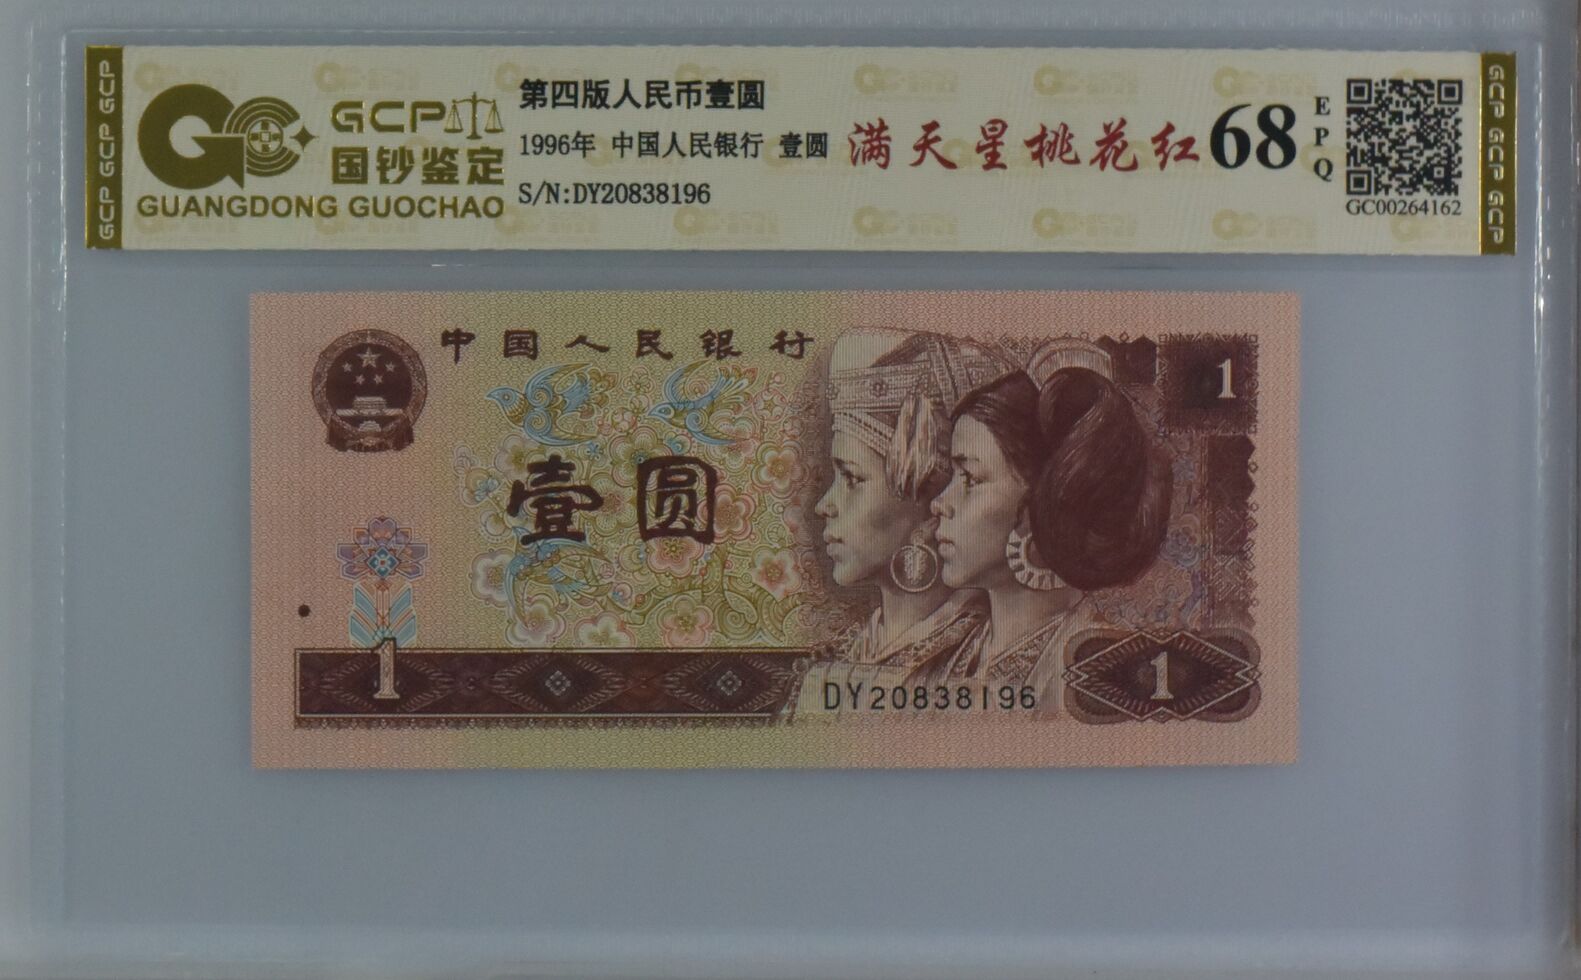 GCP GCP GCP
GCP
国钞鉴定
GUANGDONG GUOCHAO
第四版人民币壹圆
1996年 中国人民银行 壹圆
S/N:DY20838196
满天星桃花红
68
EPQ
GC00264162
GCP GCP GCP
中国人民银行
1
壹圆
1
DY20838196
1